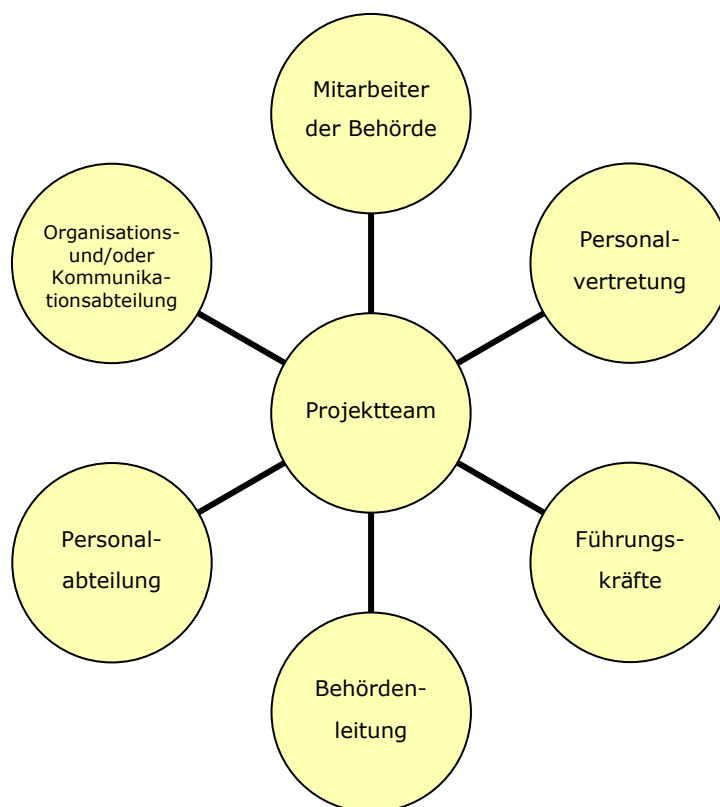 Mitarbeiter
der Behörde
Organisations-
und/oder
Kommunika-
tionsabteilung
Personal-
vertretung
Projektteam
Personal-
abteilung
Führungs-
kräfte
Behörden-
leitung